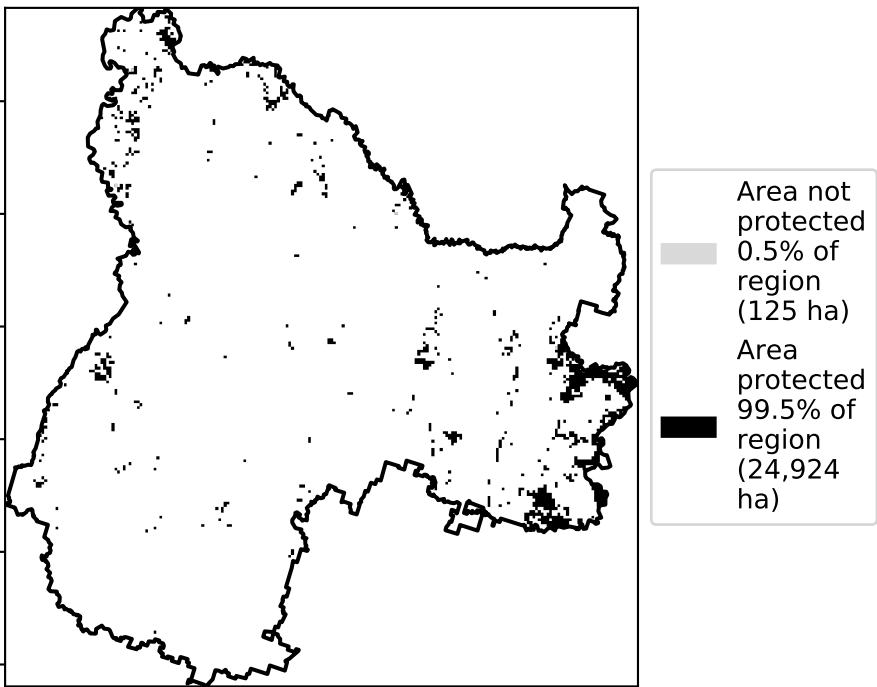 Area not
protected
0.5% of
region
(125 ha)
Area
protected
99.5% of
region
(24,924
ha)